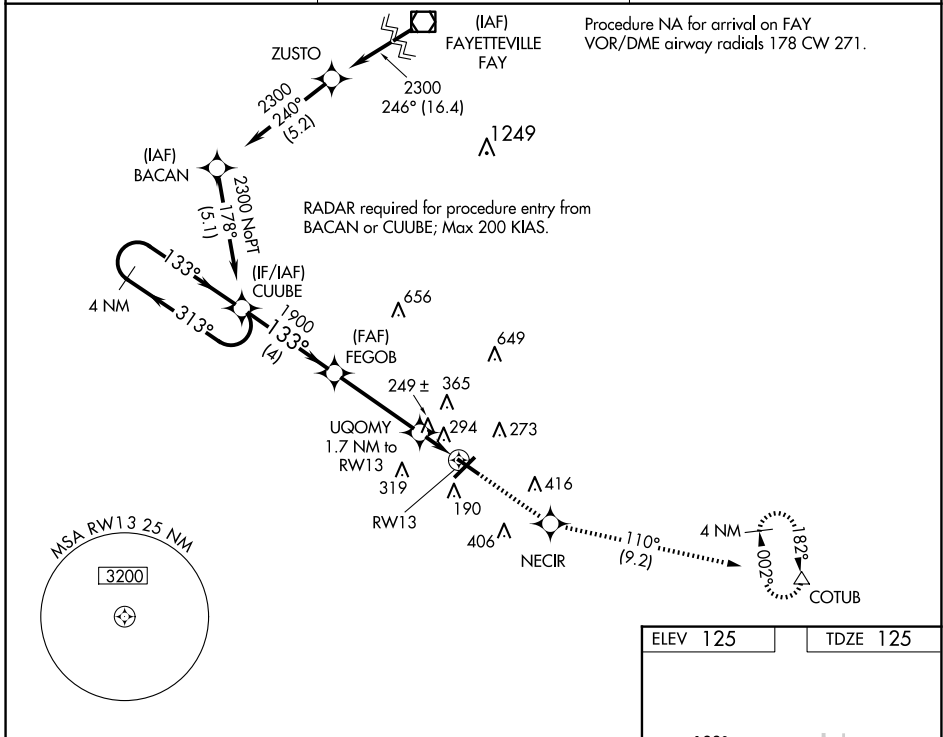 (IAF)
FAYETTEVILLE
FAY
Procedure NA for arrival on FAY
VOR/DME airway radials 178 CW 271.
ZUSTO
2300
246° (16.4)
2300
240°
(5.2)
1249
(IAF)
BACAN
2300 NoPT
178°
(5.1)
RADAR required for procedure entry from
BACAN or CUUBE; Max 200 KIAS.
133°
4 NM
313°
(IF/IAF)
CUUBE
1900
133°
(4)
656
(FAF)
FEGOB
649
249 ±
365
UQOMY
1.7 NM to
RW13
294
273
319
190
416
RW13
406
NECIR
110°
(9.2)
4 NM
182°
002°
COTUB
MSA RW13 25 NM
3200
ELEV 125
TDZE 125